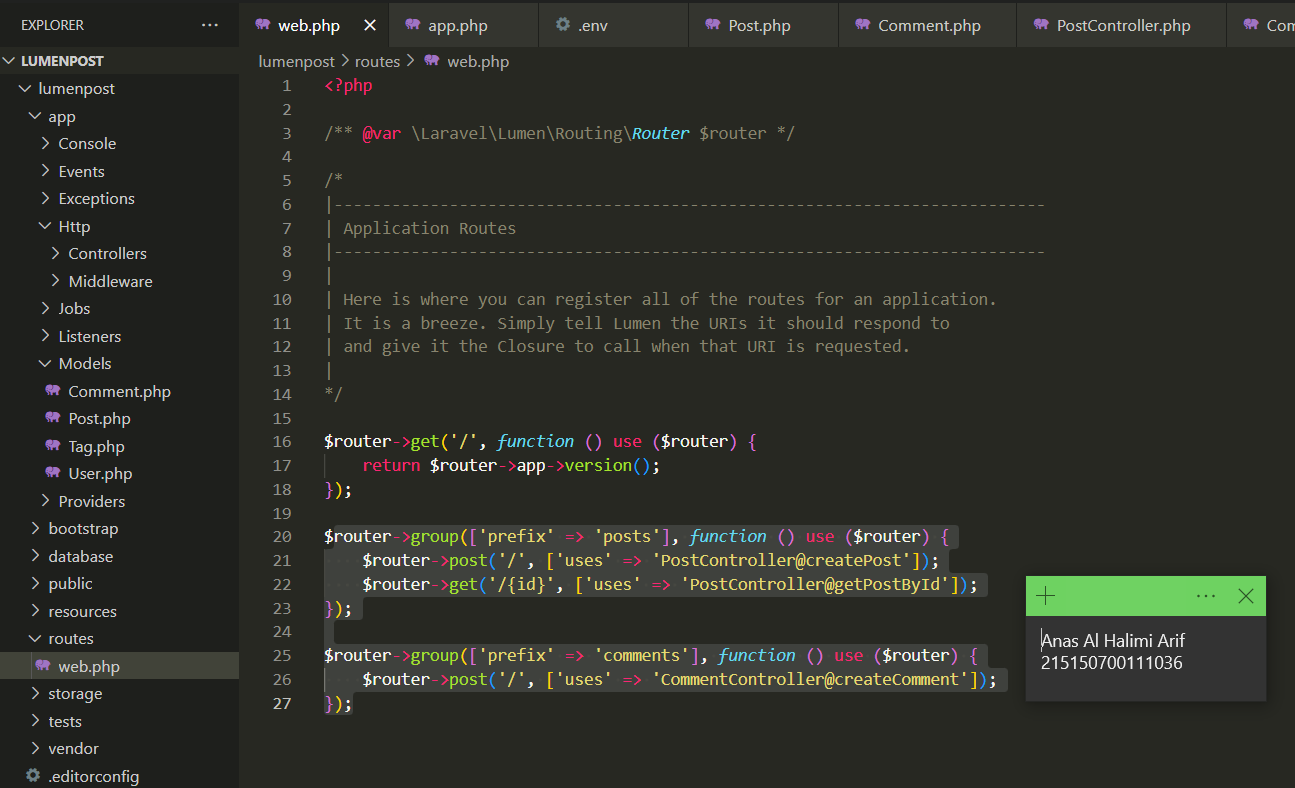 EXPLORER ···
LUMENPOST
lumenpost
app
Console
Events
Exceptions
Http
Controllers
Middleware
Jobs
Listeners
Models
Comment.php
Post.php
Tag.php
User.php
Providers
bootstrap
database
public
resources
routes
web.php
storage
tests
vendor
.editorconfig
web.php app.php .env Post.php Comment.php PostController.php Com
lumenpost > routes > web.php
1 <?php
2
3 /** @var \Laravel\Lumen\Routing\Router $router */
4
5 /*
6 |--------------------------------------------------------------------------
7 | Application Routes
8 |--------------------------------------------------------------------------
9 |
10 | Here is where you can register all of the routes for an application.
11 | It is a breeze. Simply tell Lumen the URIs it should respond to
12 | and give it the Closure to call when that URI is requested.
13 |
14 */
15
16 $router->get('/', function () use ($router) {
17     return $router->app->version();
18 });
19
20 $router->group(['prefix' => 'posts'], function () use ($router) {
21     $router->post('/', ['uses' => 'PostController@createPost']);
22     $router->get('/{id}', ['uses' => 'PostController@getPostById']);
23 });
24
25 $router->group(['prefix' => 'comments'], function () use ($router) {
26     $router->post('/', ['uses' => 'CommentController@createComment']);
27 });
Anas Al Halimi Arif
215150700111036